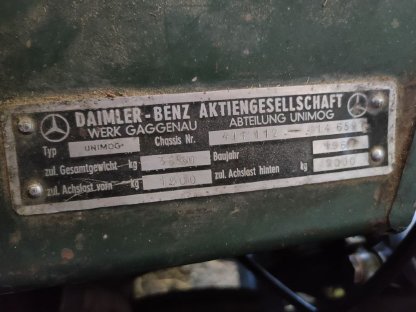 DAIMLER-BENZ AKTIENGESELLSCHAFT
WERK GAGGENAU ABTEILUNG UNIMOG
Typ UNIMOG Chassis Nr.
zul. Gesamtgewicht kg Baujahr
zul. Achslast vorn kg zul. Achslast hinten kg